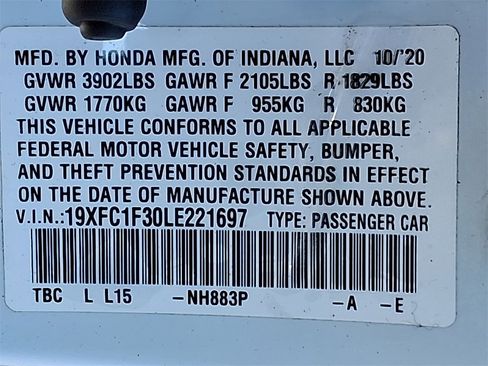 MFD. BY HONDA MFG. OF INDIANA, LLC 10/'20
GVWR 3902LBS GAWR F 2105LBS R 1829LBS
GVWR 1770KG GAWR F 955KG R 830KG
THIS VEHICLE CONFORMS TO ALL APPLICABLE
FEDERAL MOTOR VEHICLE SAFETY, BUMPER,
AND THEFT PREVENTION STANDARDS IN EFFECT
ON THE DATE OF MANUFACTURE SHOWN ABOVE.
V.I.N.:19XFC1F30LE221697 TYPE: PASSENGER CAR
TBC L L15 -NH883P -A -E